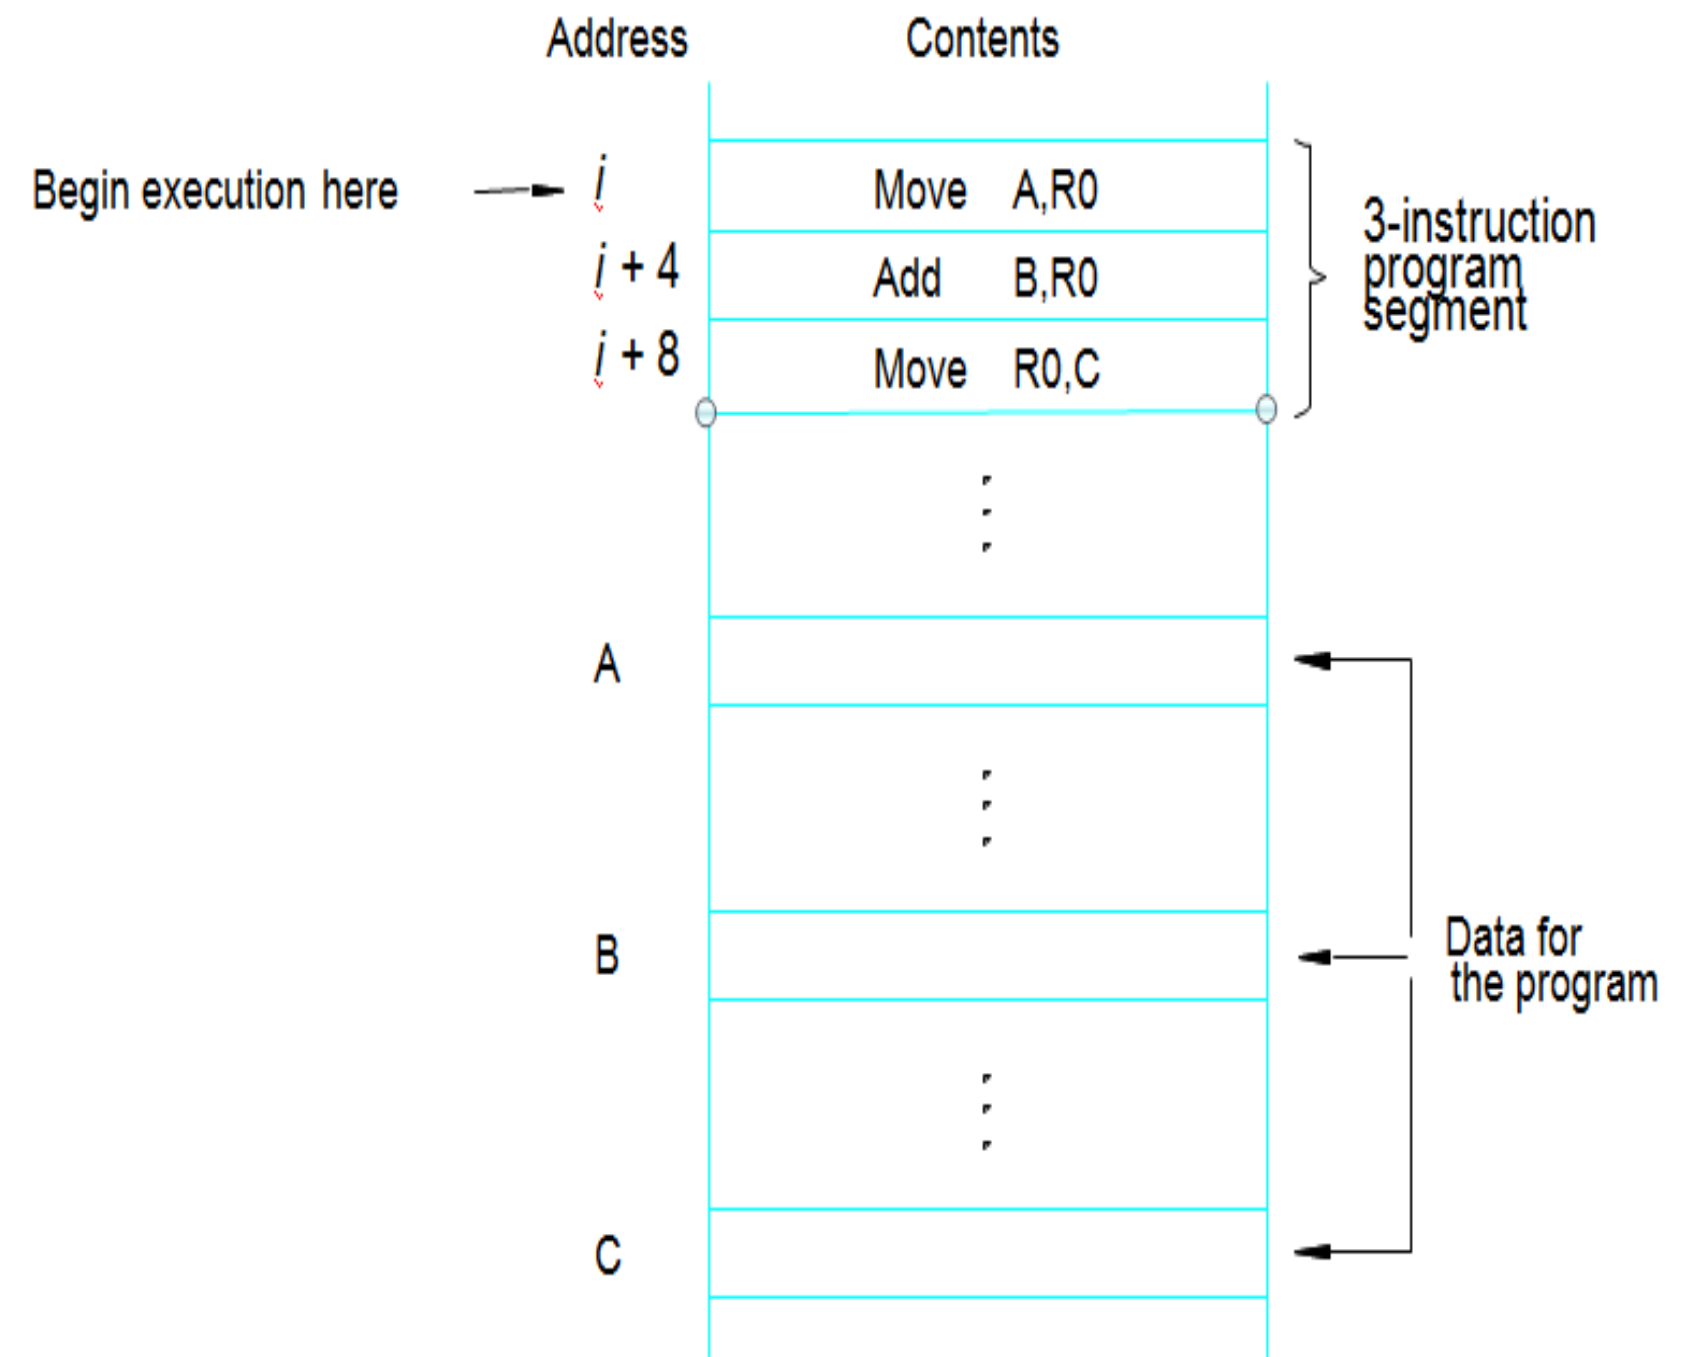 Address Contents
Begin execution here i Move A,R0
i + 4 Add B,R0
i + 8 Move R0,C
3-instruction
program
segment
A
B
C
Data for
the program